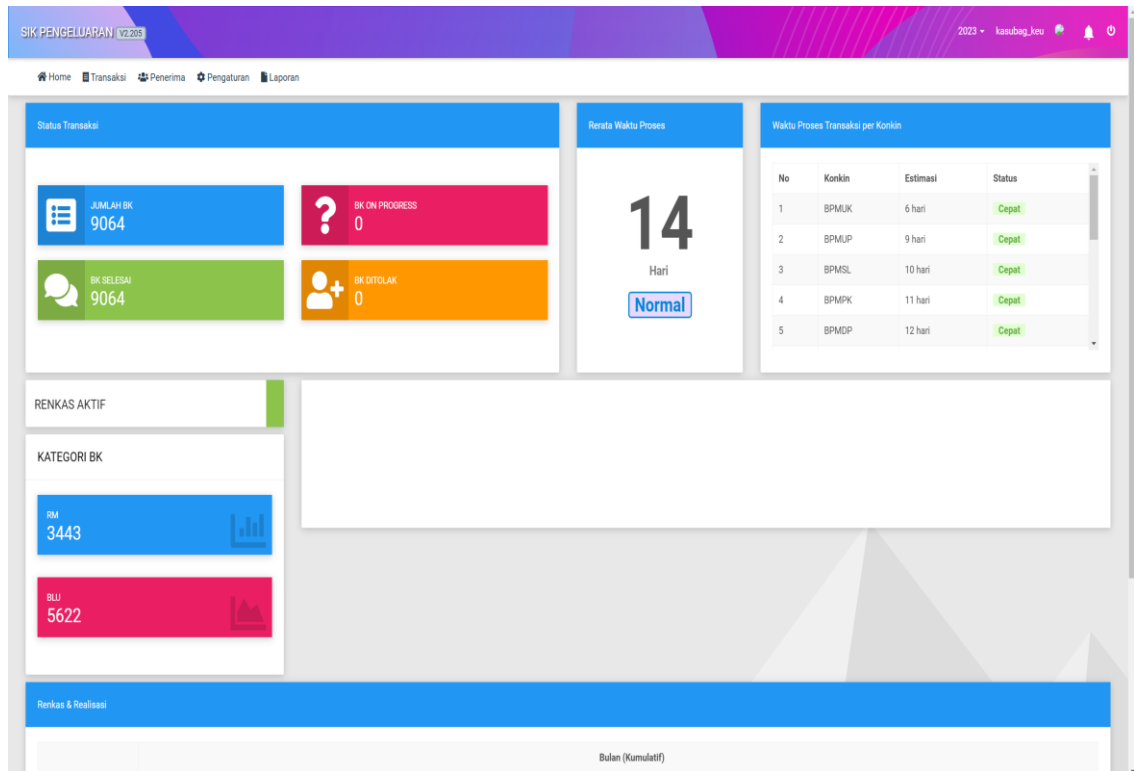 SIK PENGELUARAN V2.205
2023 kasubag_keu
Home Transaksi Penerima Pengaturan Laporan
Status Transaksi
JUMLAH BK
9064
BK ON PROGRESS
0
BK SELESAI
9064
BK DITOLAK
0
Rerata Waktu Proses
14
Hari
Normal
Waktu Proses Transaksi per Konkin
No Konkin Estimasi Status
1 BPMUK 6 hari Cepat
2 BPMUP 9 hari Cepat
3 BPMSL 10 hari Cepat
4 BPMPK 11 hari Cepat
5 BPMDP 12 hari Cepat
RENKAS AKTIF
KATEGORI BK
RM
3443
BLU
5622
Renkas & Realisasi
Bulan (Kumulatif)